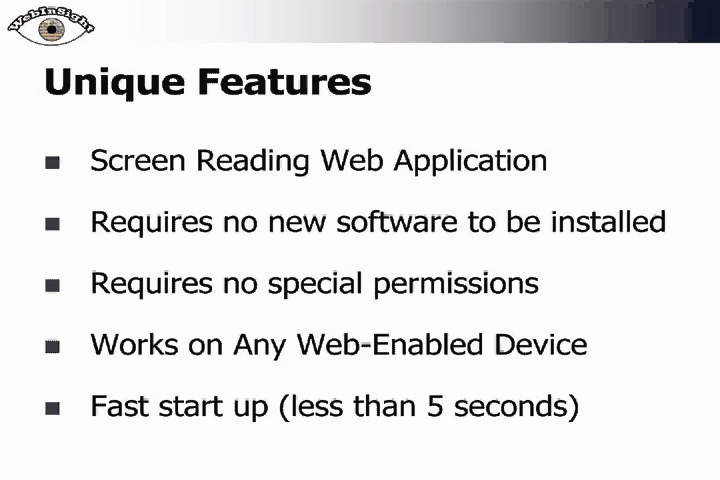 WebInSight
Unique Features
Screen Reading Web Application
Requires no new software to be installed
Requires no special permissions
Works on Any Web-Enabled Device
Fast start up (less than 5 seconds)